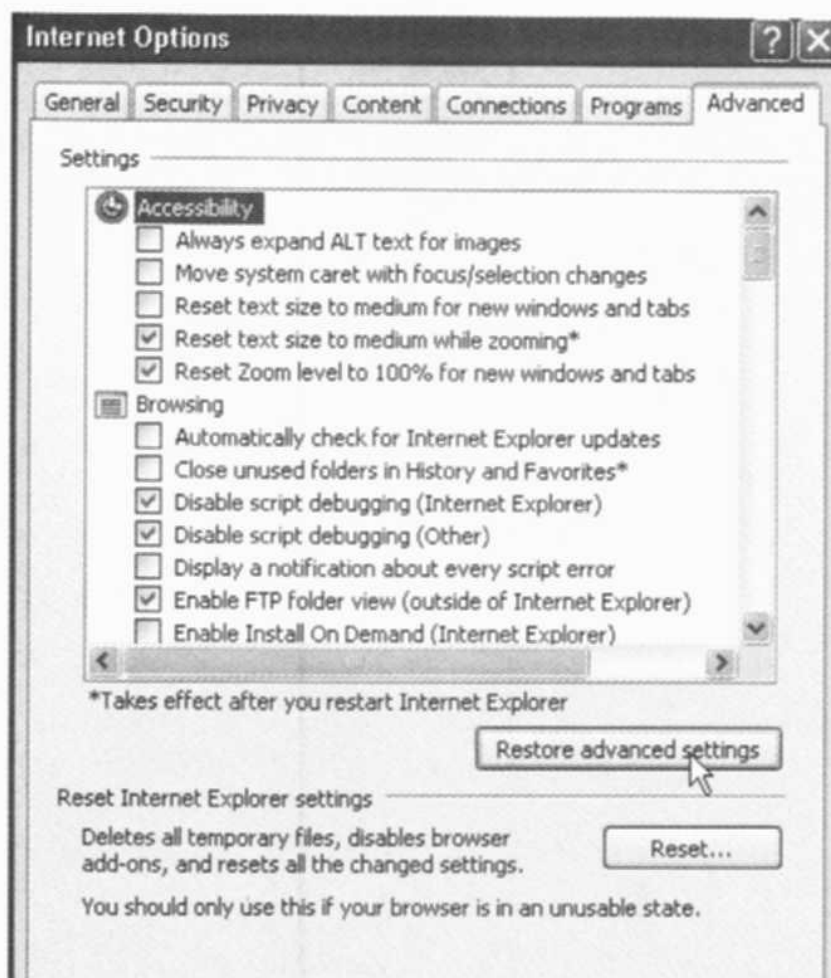 Internet Options
General Security Privacy Content Connections Programs Advanced
Settings
Accessibility
Always expand ALT text for images
Move system caret with focus/selection changes
Reset text size to medium for new windows and tabs
Reset text size to medium while zooming*
Reset Zoom level to 100% for new windows and tabs
Browsing
Automatically check for Internet Explorer updates
Close unused folders in History and Favorites*
Disable script debugging (Internet Explorer)
Disable script debugging (Other)
Display a notification about every script error
Enable FTP folder view (outside of Internet Explorer)
Enable Install On Demand (Internet Explorer)
*Takes effect after you restart Internet Explorer
Restore advanced settings
Reset Internet Explorer settings
Deletes all temporary files, disables browser
add-ons, and resets all the changed settings.
Reset...
You should only use this if your browser is in an unusable state.